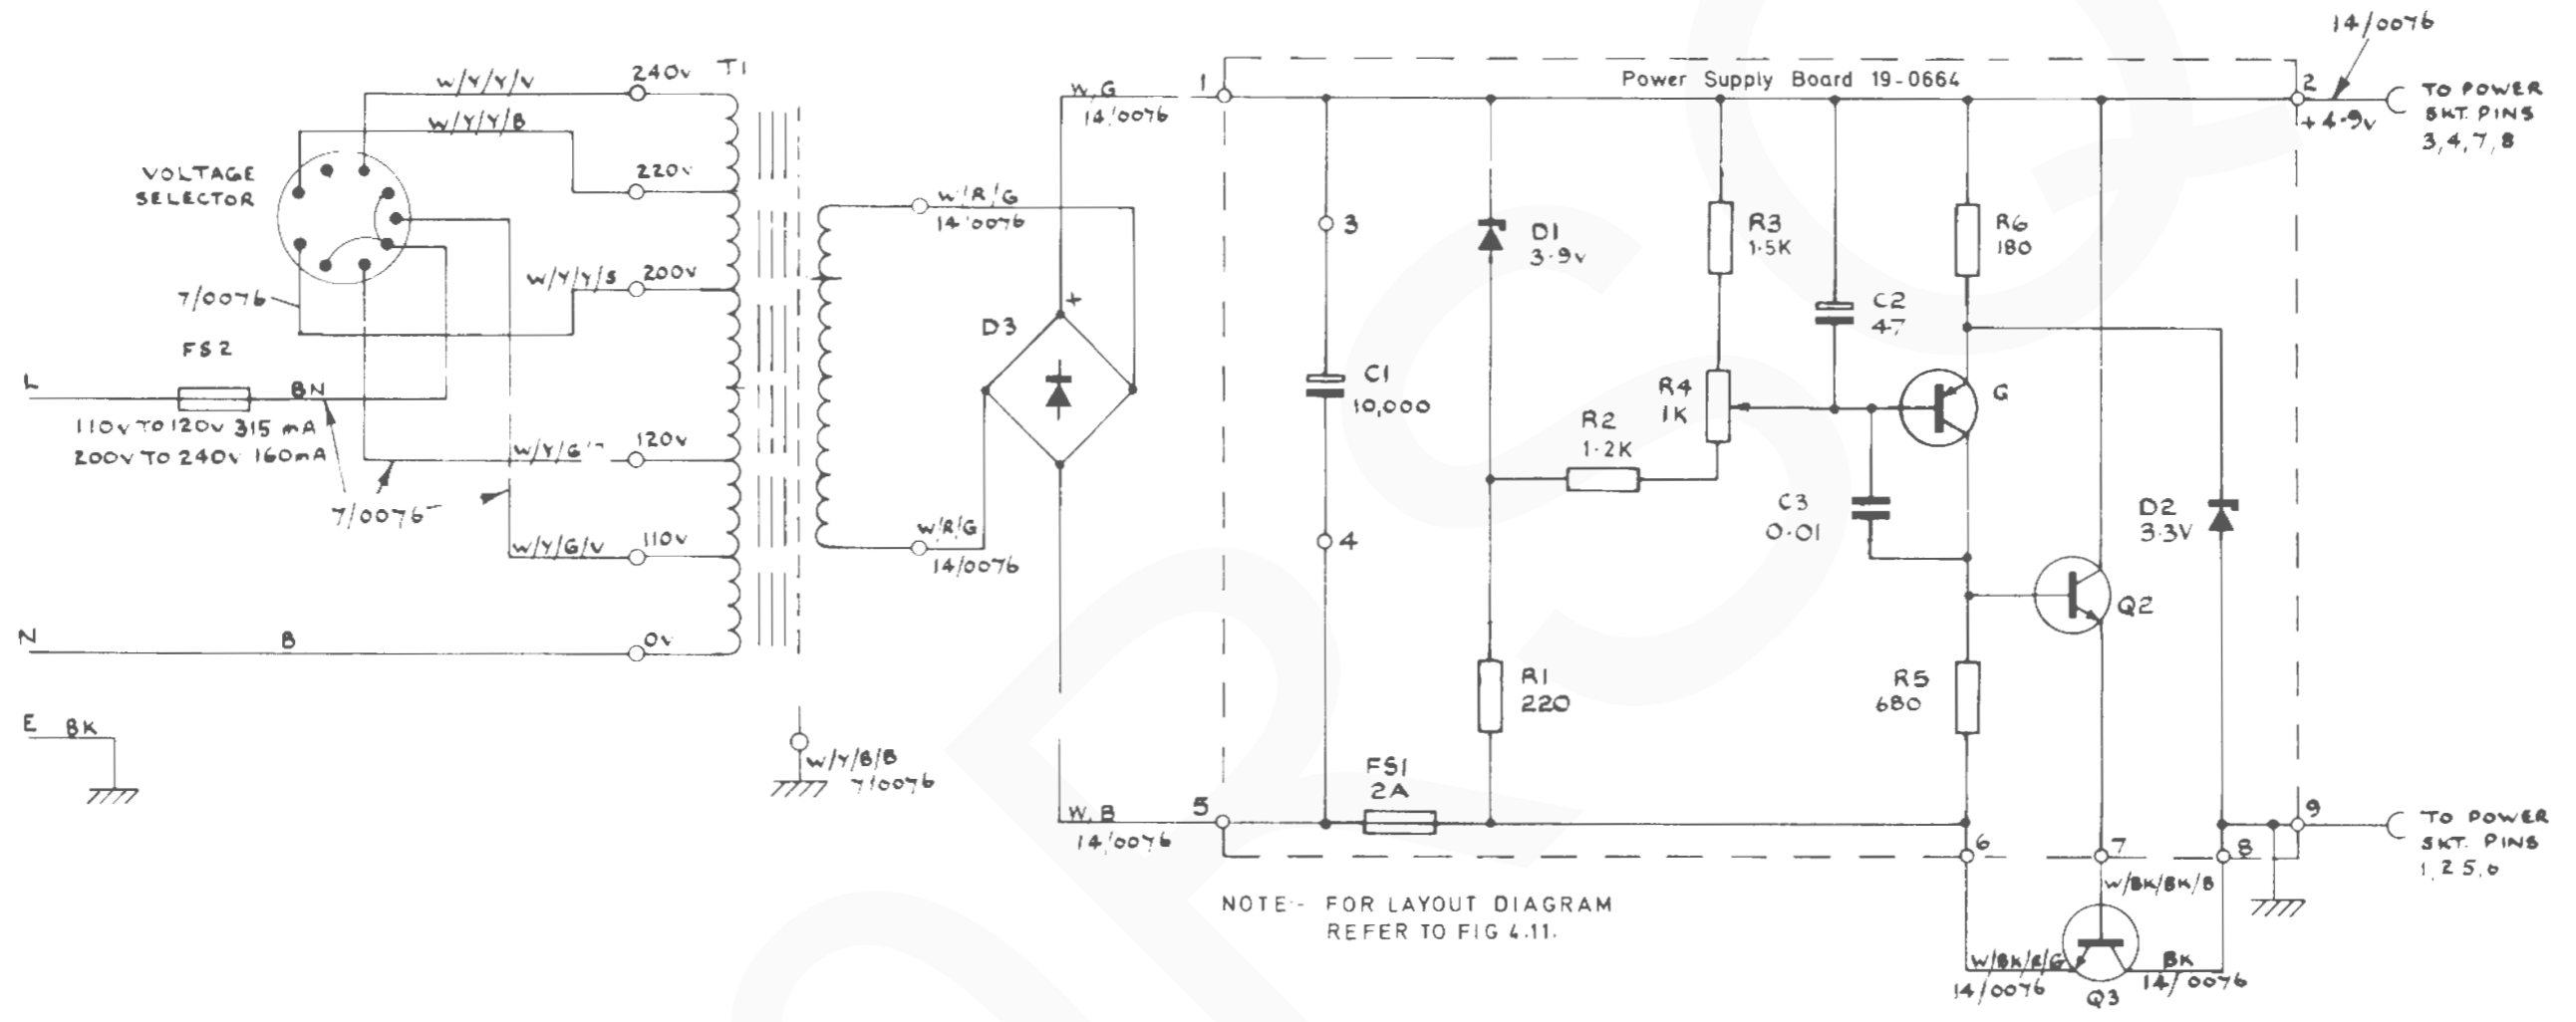 14/0076
W/Y/Y/V
240V
T1
Power Supply Board 19-0664
W/Y/Y/B
VOLTAGE
SELECTOR
220V
W.G
14/0076
1
2
+4.9V
TO POWER
SKT. PINS
3,4,7,8
W/R/G
14/0076
W/Y/Y/S
200V
7/0076
FS2
L
BN
110V TO 120V 315 mA
200V TO 240V 160mA
7/0076
120V
W/Y/G/V
110V
W/R/G
14/0076
N
B
0V
E
BK
W/Y/B/B
7/0076
D3
+
3
4
C1
10,000
D1
3.9V
R3
1.5K
R4
1K
R2
1.2K
C2
47
R6
180
G
C3
0.01
D2
3.3V
Q2
R1
220
R5
680
FS1
2A
W.B
14/0076
5
6
7
8
9
TO POWER
SKT. PINS
1,2 5,6
W/BK/BK/B
W/BK/R/G
14/0076
BK
14/0076
Q3
NOTE:- FOR LAYOUT DIAGRAM
REFER TO FIG 4.11.